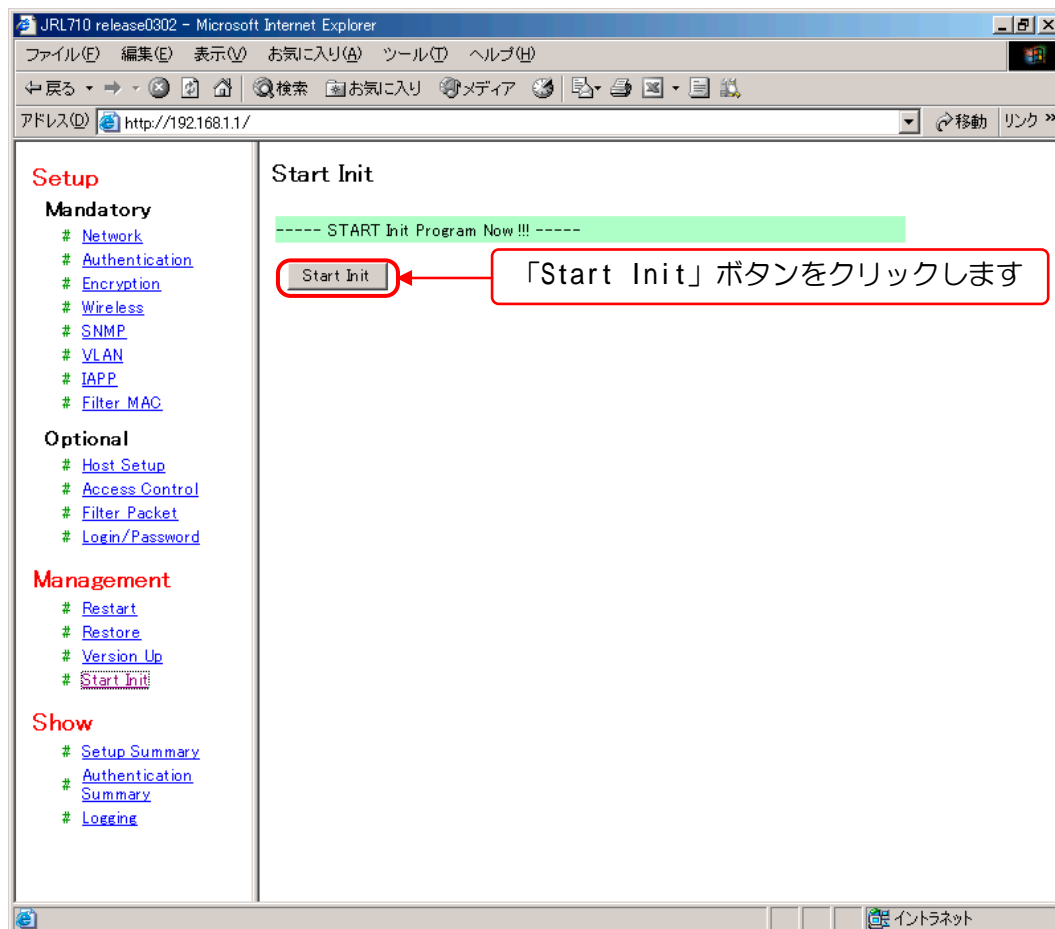 JRL710 release0302 - Microsoft Internet Explorer
ファイル(F) 編集(E) 表示(V) お気に入り(A) ツール(T) ヘルプ(H)
戻る 検索 お気に入り メディア
アドレス(D) http://192.168.1.1/ 移動 リンク »
Setup
Mandatory
# Network
# Authentication
# Encryption
# Wireless
# SNMP
# VLAN
# IAPP
# Filter MAC
Optional
# Host Setup
# Access Control
# Filter Packet
# Login/Password
Management
# Restart
# Restore
# Version Up
# Start Init
Show
# Setup Summary
# Authentication
Summary
# Logging
Start Init
----- START Init Program Now !!! -----
Start Init
「Start Init」ボタンをクリックします
イントラネット